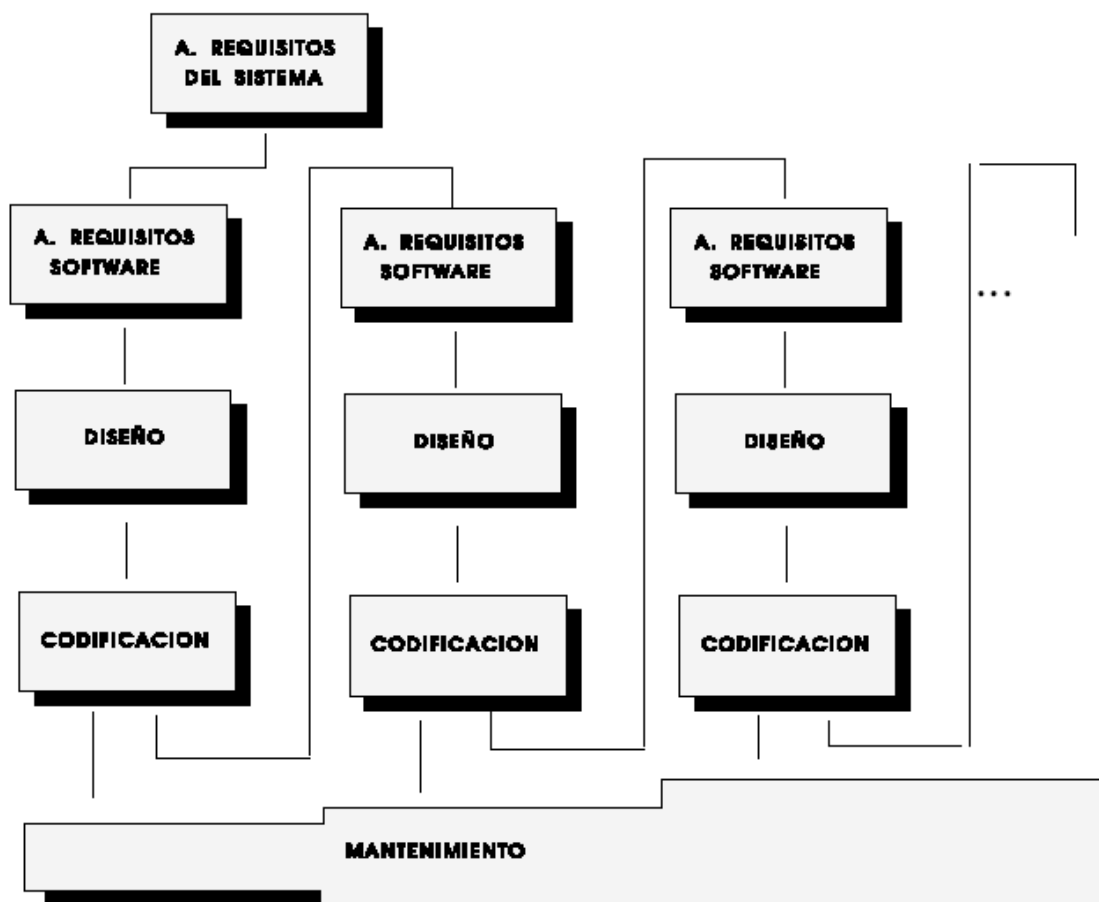 A. REQUISITOS
DEL SISTEMA
A. REQUISITOS
SOFTWARE
A. REQUISITOS
SOFTWARE
A. REQUISITOS
SOFTWARE
...
DISEÑO
DISEÑO
DISEÑO
CODIFICACION
CODIFICACION
CODIFICACION
MANTENIMIENTO